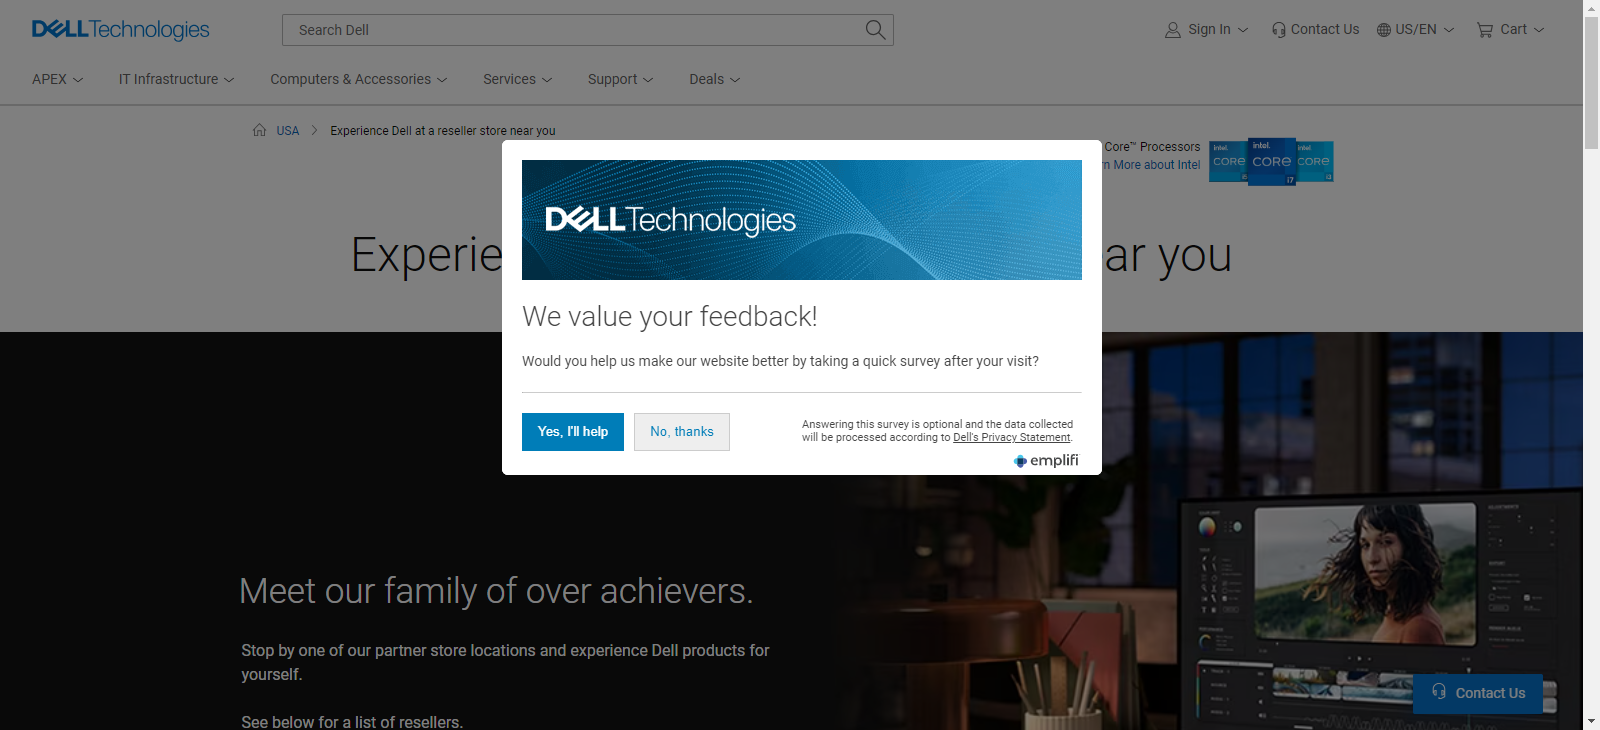 DELL Technologies
Search Dell
Sign In
Contact Us
US/EN
Cart
APEX
IT Infrastructure
Computers & Accessories
Services
Support
Deals
USA
Experience Dell at a reseller store near you
Core™ Processors
More about Intel
intel.
CORE
i5
intel.
CORE
i7
intel.
CORE
i3
Experie
ar you
DELL Technologies
We value your feedback!
Would you help us make our website better by taking a quick survey after your visit?
Yes, I'll help
No, thanks
Answering this survey is optional and the data collected
will be processed according to Dell's Privacy Statement.
emplifi
Meet our family of over achievers.
Stop by one of our partner store locations and experience Dell products for
yourself.
See below for a list of resellers.
Contact Us